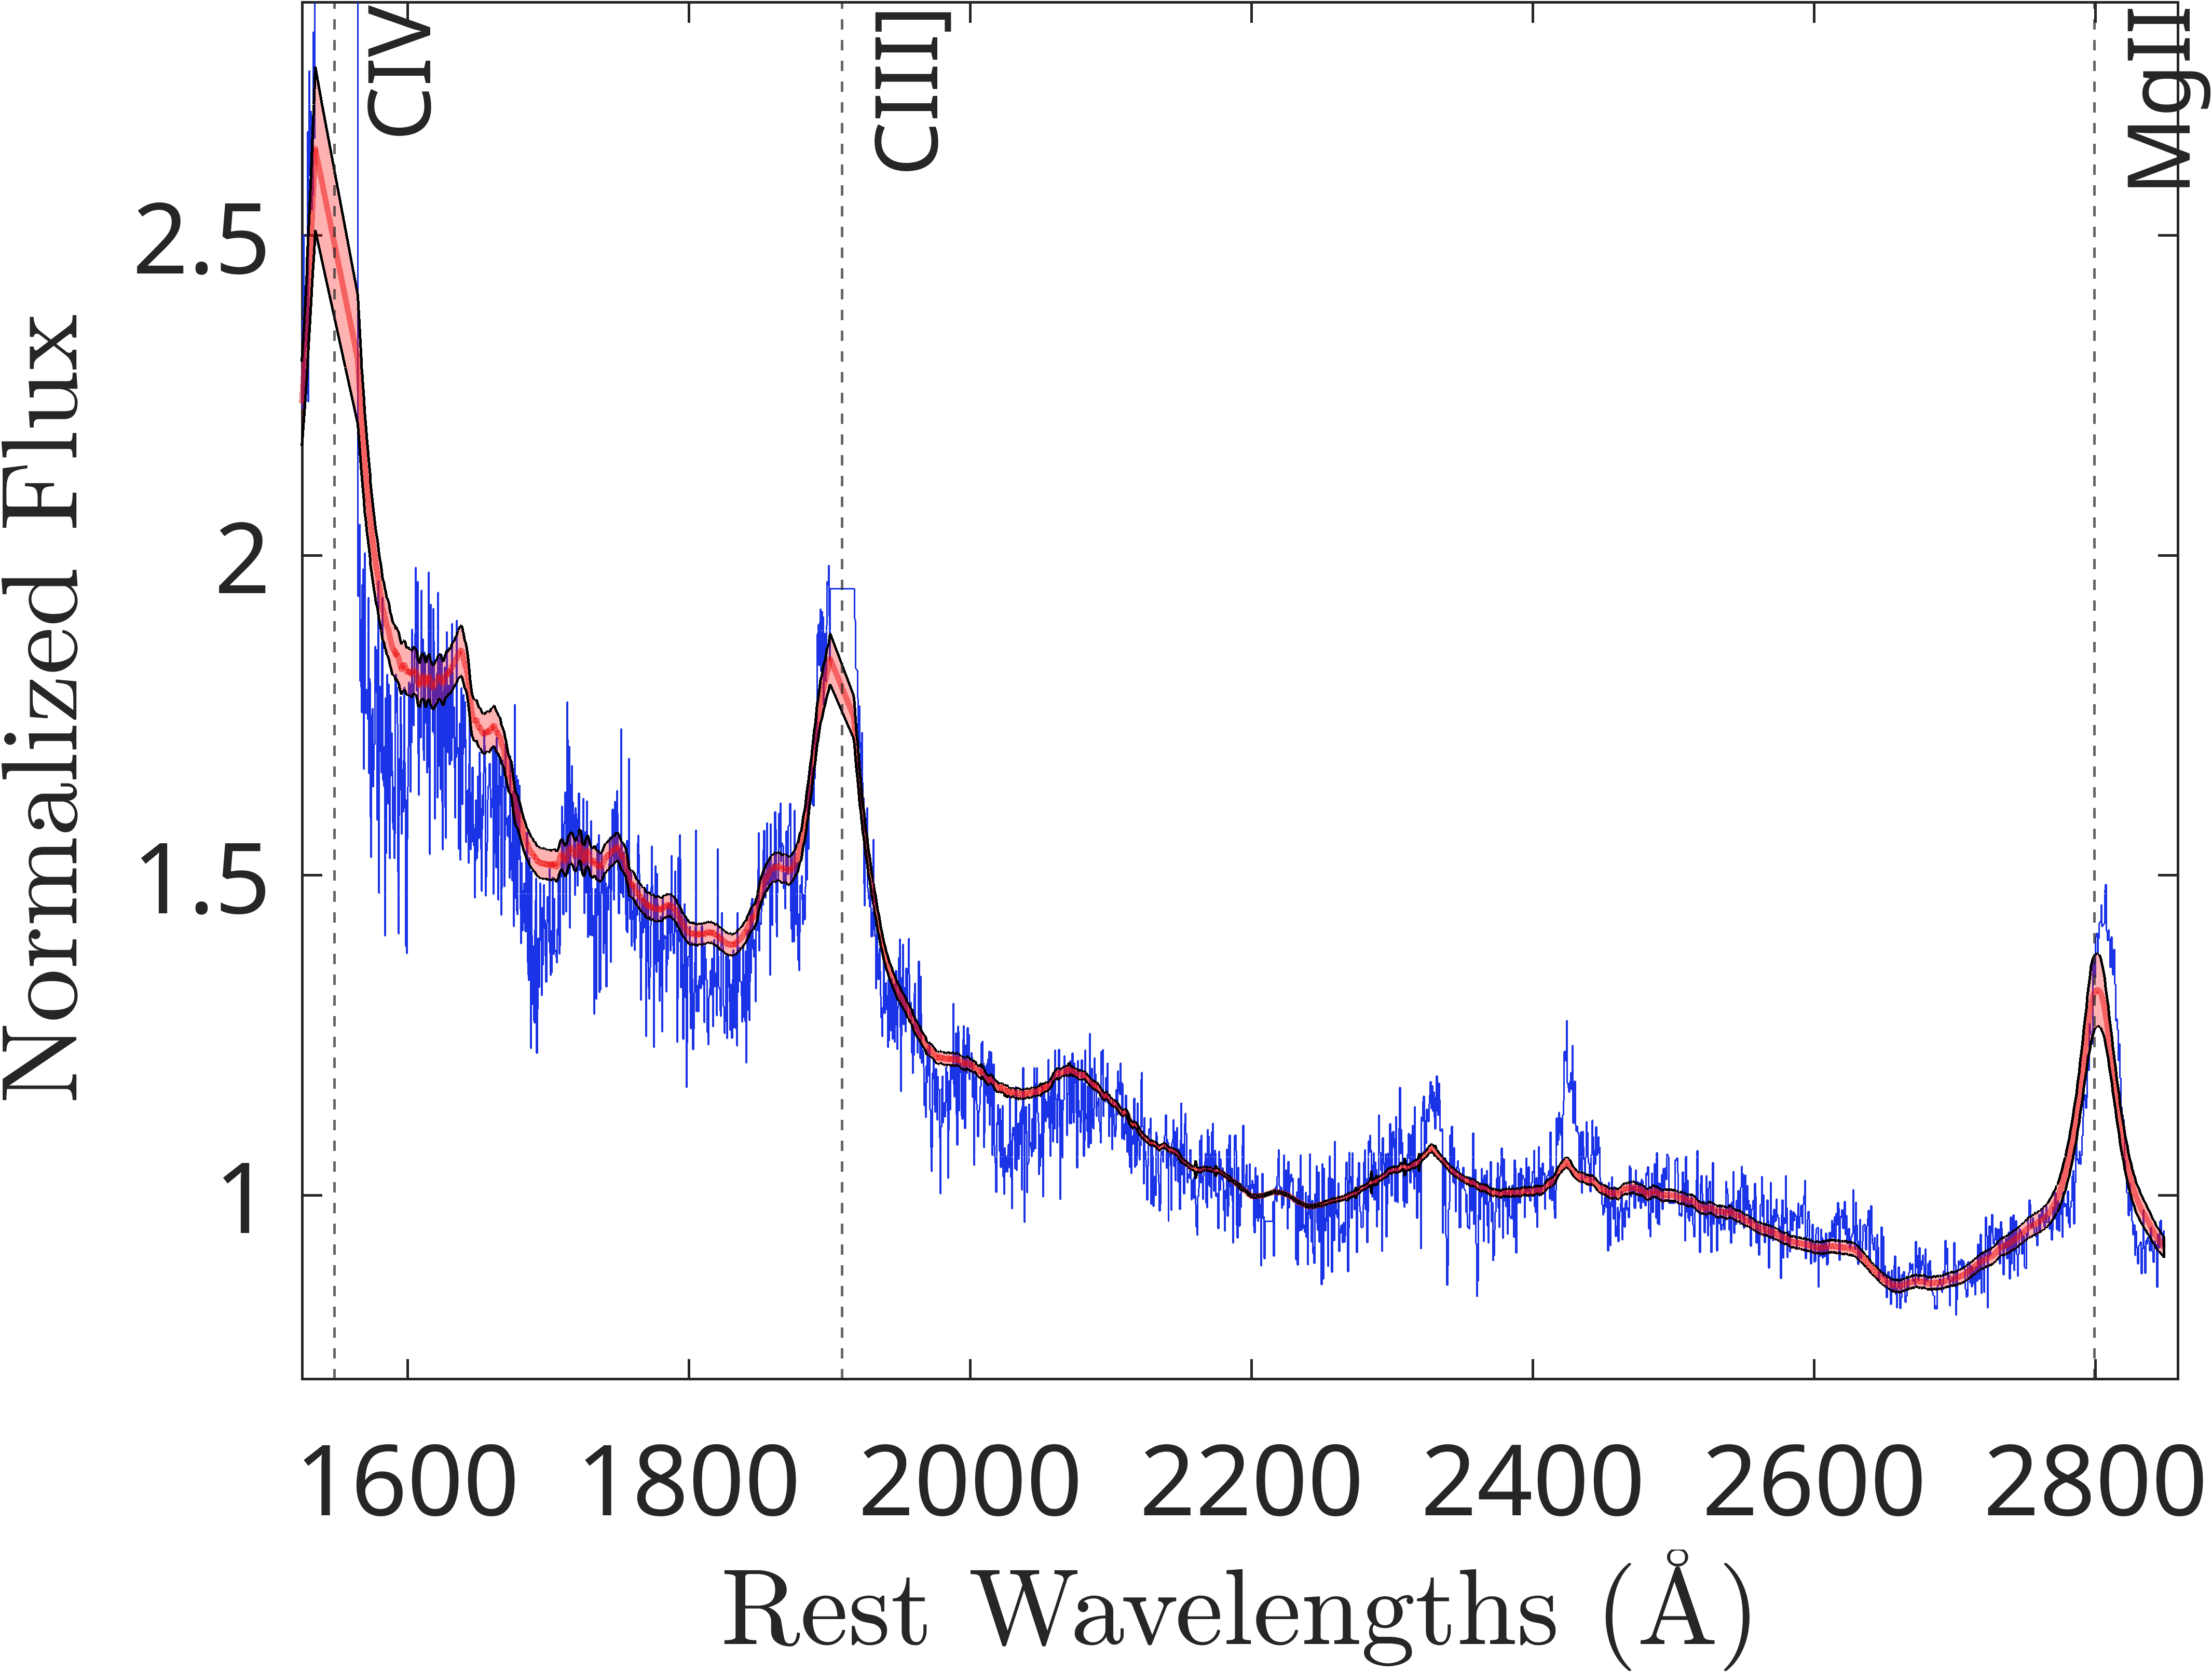 CIV
CIII]
MgII
2.5
2
1.5
1
Normalized Flux
1600 1800 2000 2200 2400 2600 2800
Rest Wavelengths (Å)